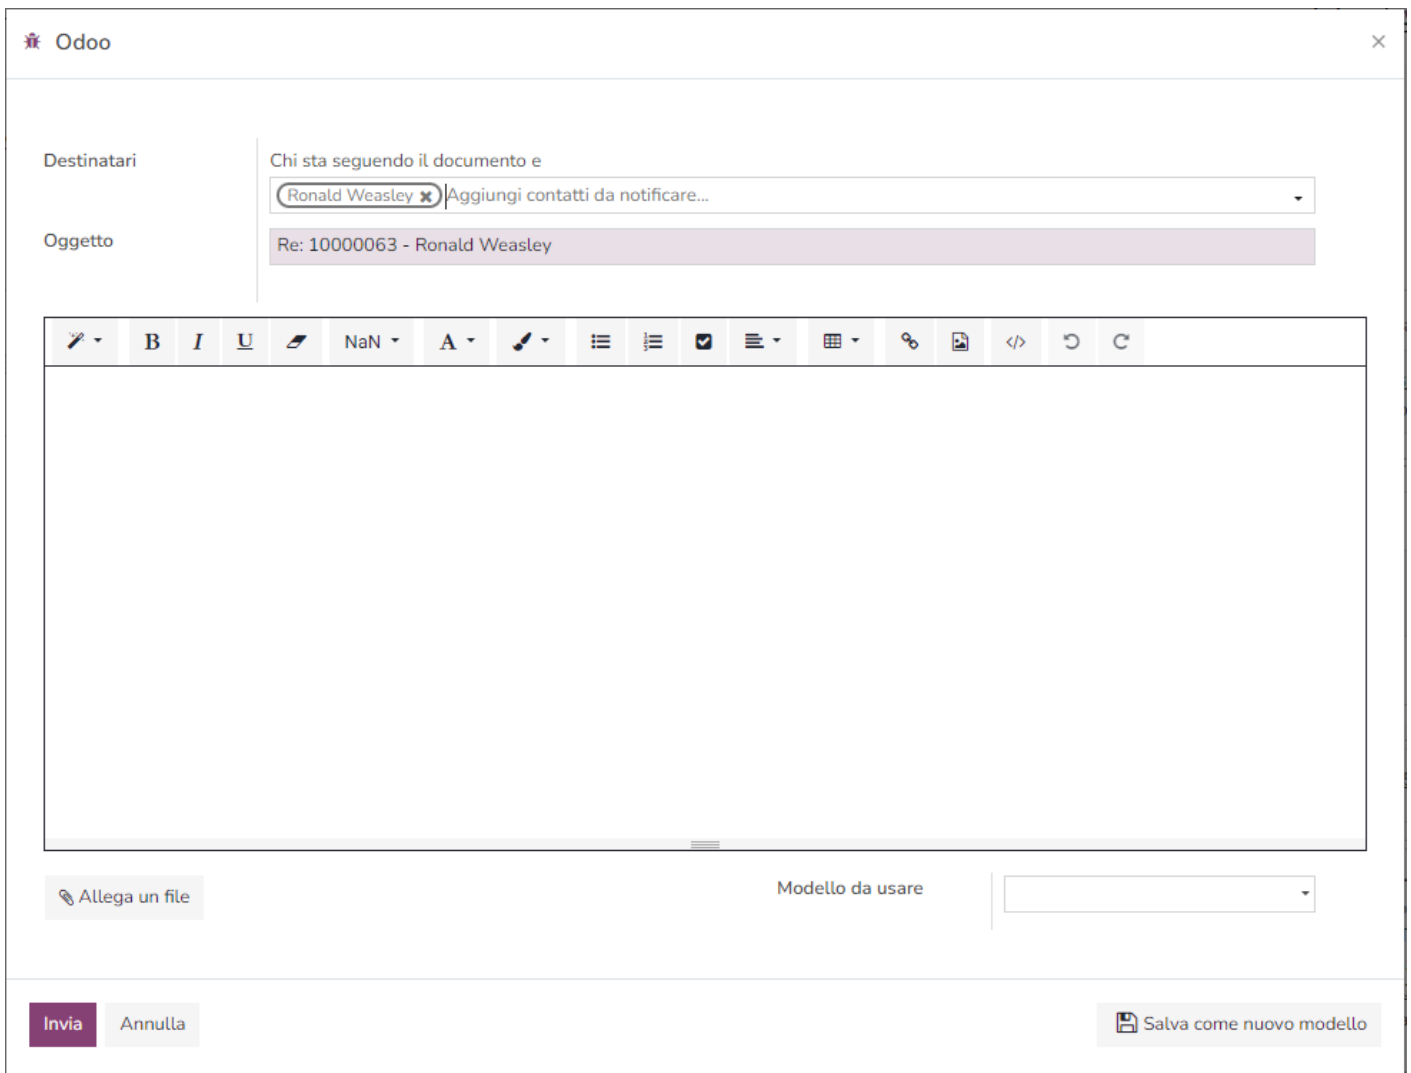 Odoo
Destinatari
Chi sta seguendo il documento e
Ronald Weasley Aggiungi contatti da notificare...
Oggetto
Re: 10000063 - Ronald Weasley
B I U NaN A
Allega un file
Modello da usare
Invia
Annulla
Salva come nuovo modello